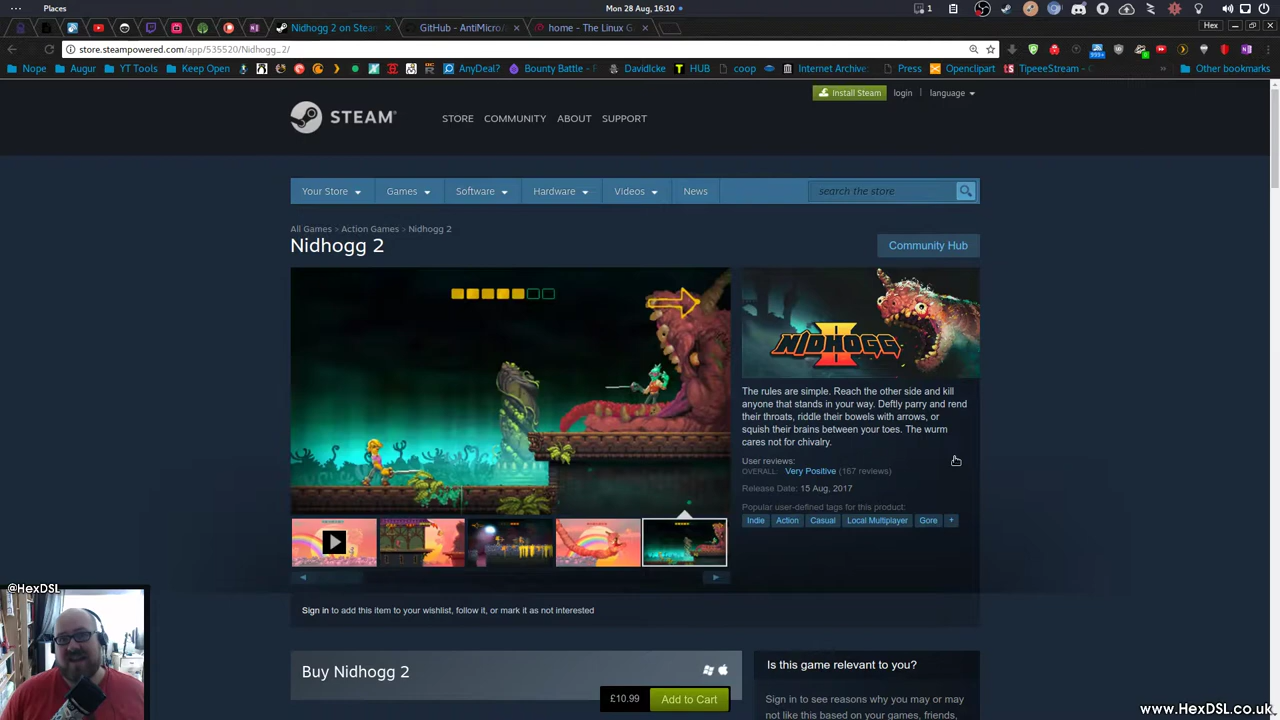 Places
Mon 28 Aug, 16:10
1
Nidhogg 2 on Steam
GitHub - AntiMicro/
home - The Linux G
Hex
store.steampowered.com/app/535520/Nidhogg_2/
Nope
Augur
YT Tools
Keep Open
AnyDeal?
Bounty Battle -
DavidIcke
HUB
coop
Internet Archive
Press
Openclipart
TipeeeStream -
»
Other bookmarks
Install Steam
login
language
STEAM®
STORE
COMMUNITY
ABOUT
SUPPORT
Your Store
Games
Software
Hardware
Videos
News
search the store
All Games > Action Games > Nidhogg 2
Nidhogg 2
Community Hub
NIDHOGG II
The rules are simple. Reach the other side and kill
anyone that stands in your way. Deftly parry and rend
their throats, riddle their bowels with arrows, or
squish their brains between your toes. The wurm
cares not for chivalry.
User reviews:
OVERALL: Very Positive (167 reviews)
Release Date: 15 Aug, 2017
Popular user-defined tags for this product:
Indie
Action
Casual
Local Multiplayer
Gore
+
@HexDSL
Sign in to add this item to your wishlist, follow it, or mark it as not interested
Buy Nidhogg 2
£10.99
Add to Cart
Is this game relevant to you?
Sign in to see reasons why you may or may
not like this based on your games, friends,
www.HexDSL.co.uk